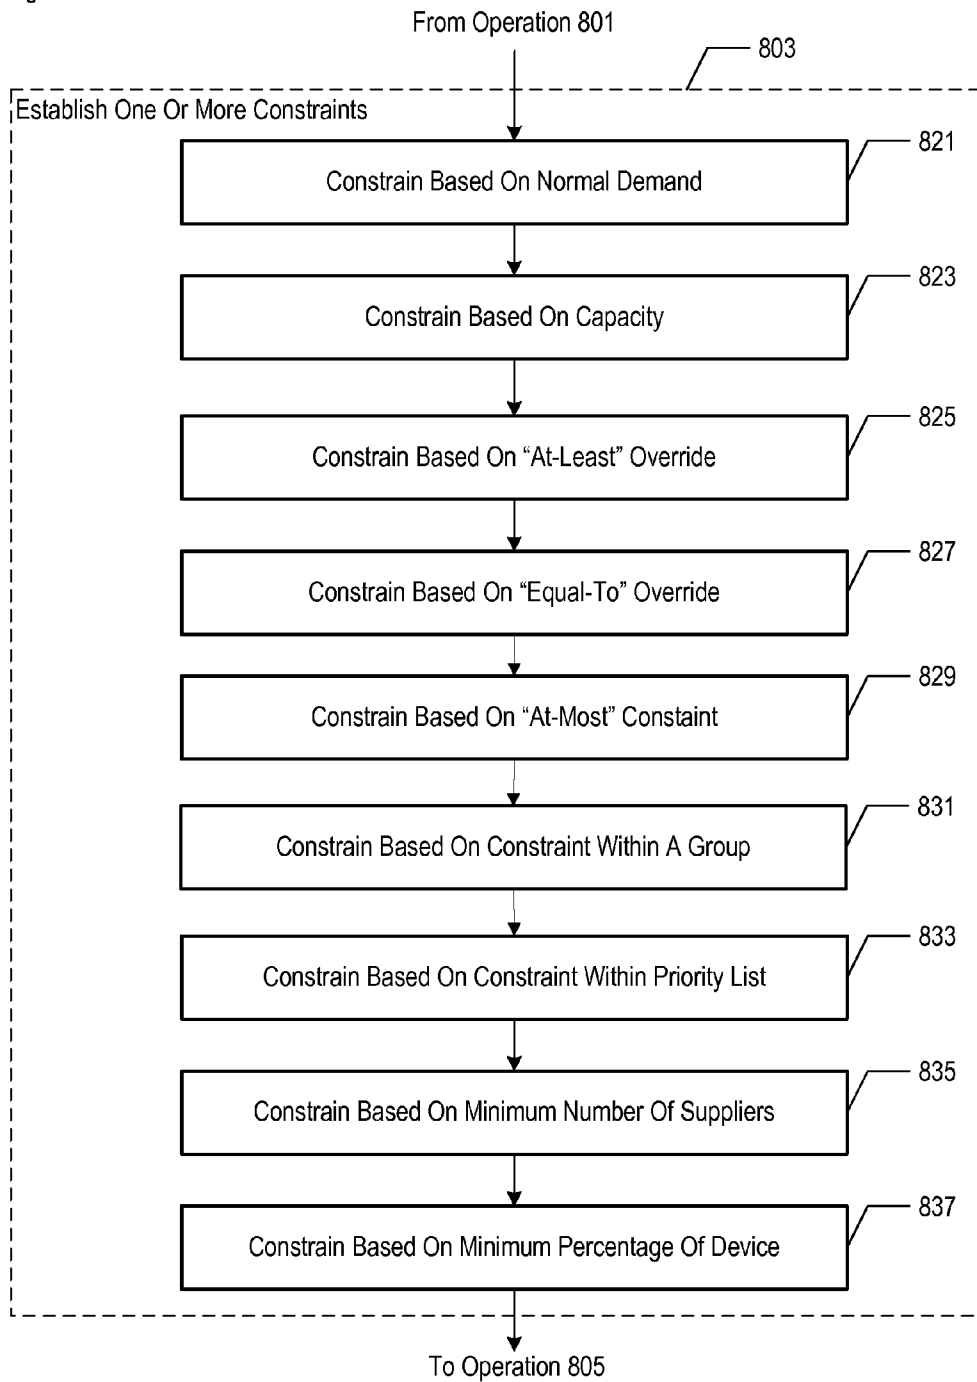 From Operation 801
803
Establish One Or More Constraints
821
Constrain Based On Normal Demand
823
Constrain Based On Capacity
825
Constrain Based On “At-Least” Override
827
Constrain Based On “Equal-To” Override
829
Constrain Based On “At-Most” Constaint
831
Constrain Based On Constraint Within A Group
833
Constrain Based On Constraint Within Priority List
835
Constrain Based On Minimum Number Of Suppliers
837
Constrain Based On Minimum Percentage Of Device
To Operation 805